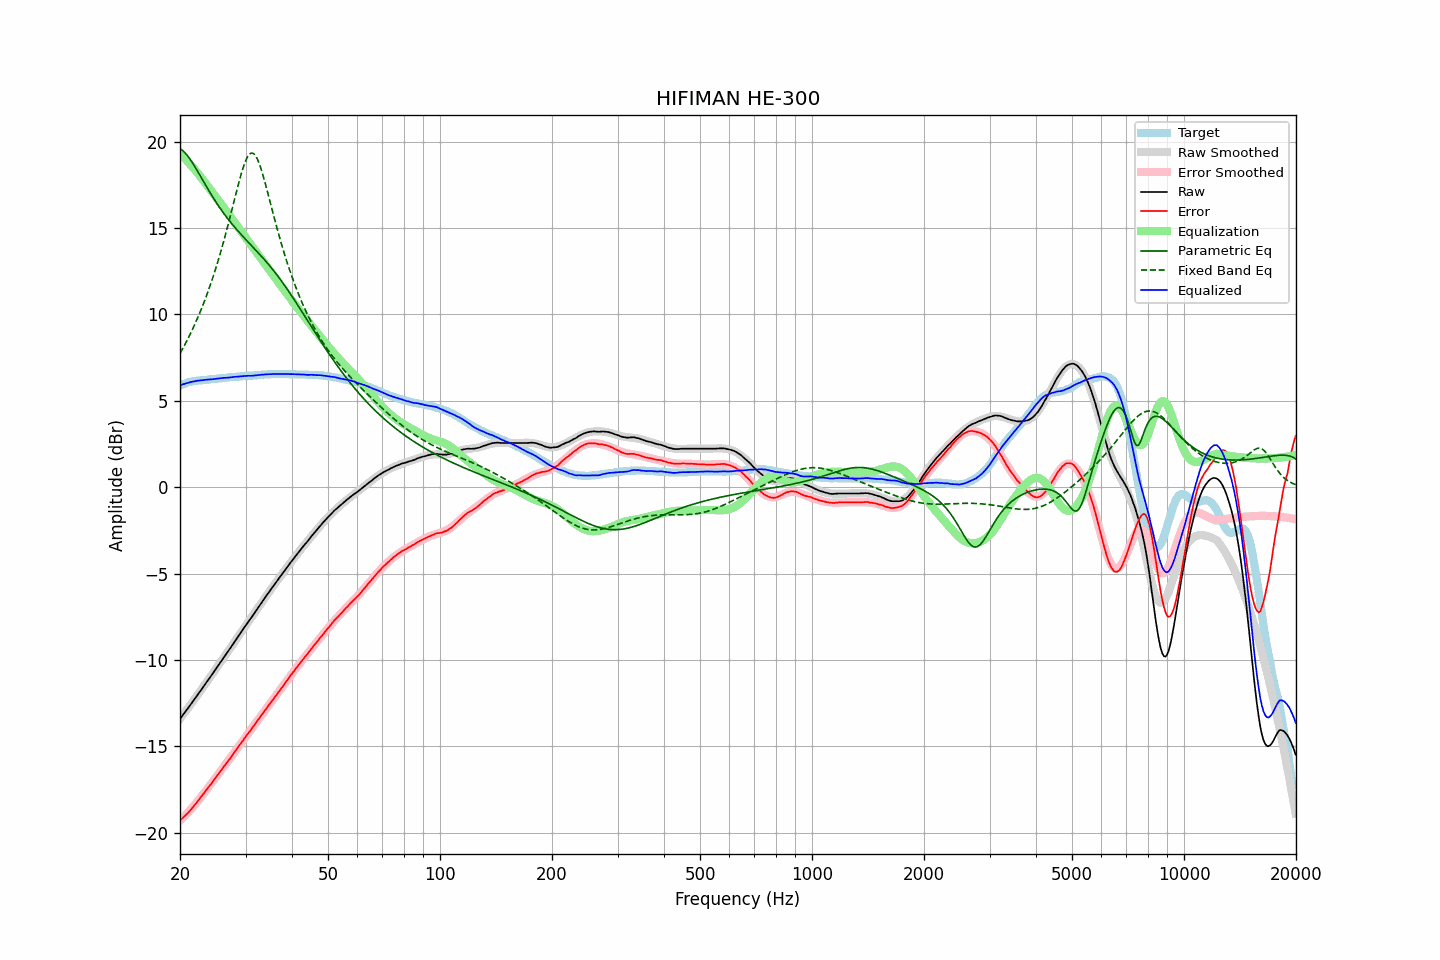 HIFIMAN HE-300
Target
Raw Smoothed
Error Smoothed
Raw
Error
Equalization
Parametric Eq
Fixed Band Eq
Equalized
Amplitude (dBr)
20
15
10
5
0
−5
−10
−15
−20
20 50 100 200 500 1000 2000 5000 10000 20000
Frequency (Hz)